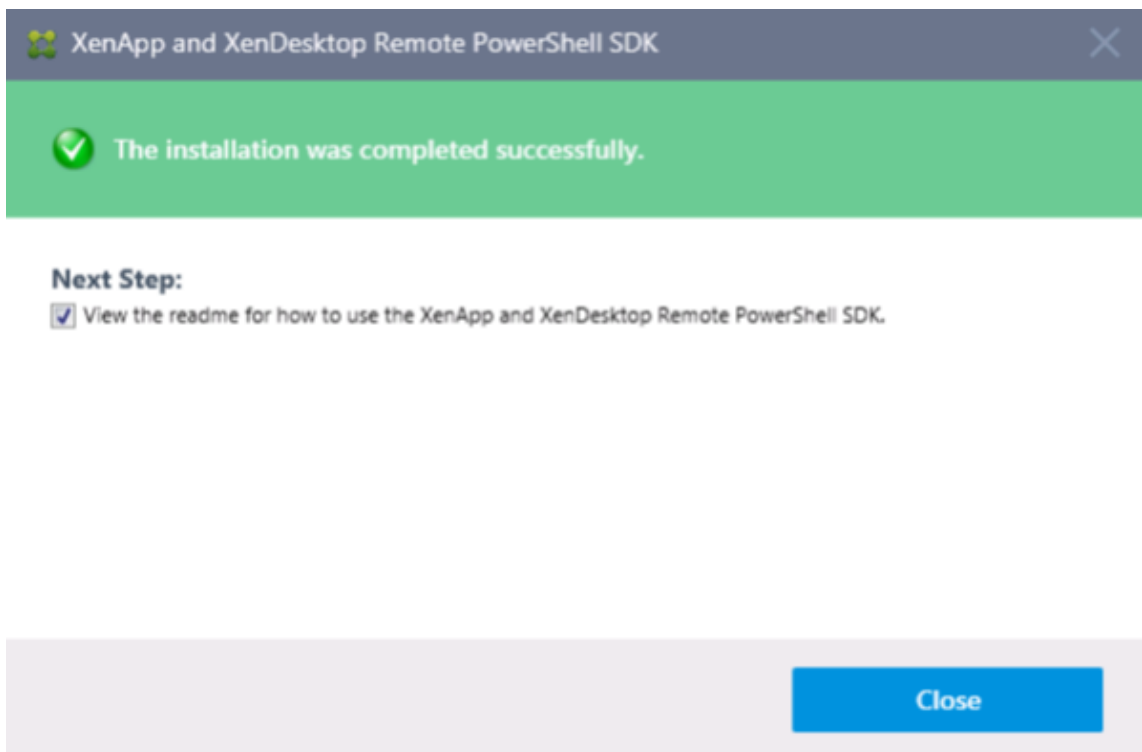 XenApp and XenDesktop Remote PowerShell SDK
The installation was completed successfully.
Next Step:
View the readme for how to use the XenApp and XenDesktop Remote PowerShell SDK.
Close